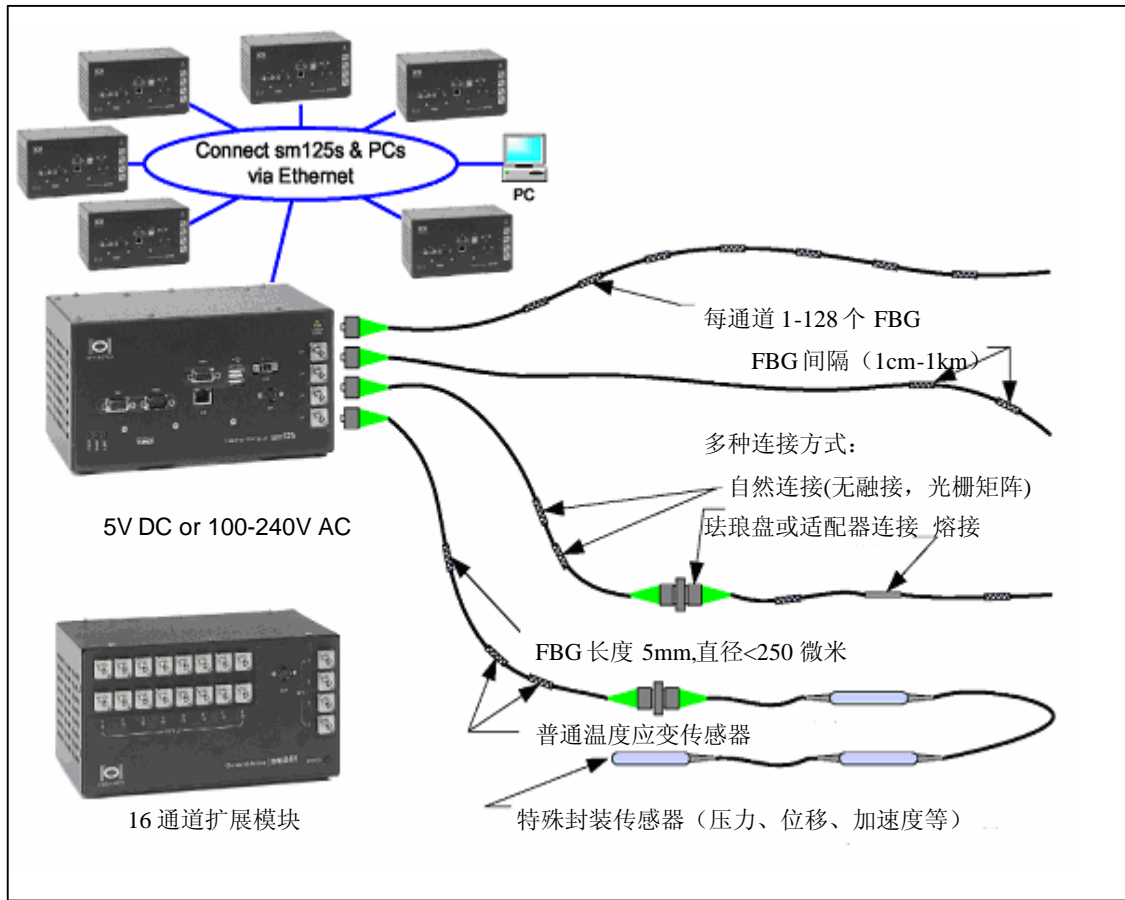 Connect sm125s & PCs
via Ethernet
PC
每通道 1-128 个 FBG
FBG 间隔（1cm-1km）
多种连接方式：
自然连接(无融接，光栅矩阵)
5V DC or 100-240V AC
珐琅盘或适配器连接 熔接
FBG 长度 5mm,直径<250 微米
普通温度应变传感器
16 通道扩展模块
特殊封装传感器（压力、位移、加速度等）
sm125